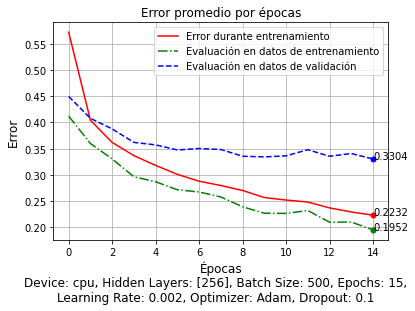 Error promedio por épocas
Error durante entrenamiento
Evaluación en datos de entrenamiento
Evaluación en datos de validación
Error
0.55
0.50
0.45
0.40
0.35
0.30
0.25
0.20
0.3304
0.2232
0.1952
0 2 4 6 8 10 12 14
Épocas
Device: cpu, Hidden Layers: [256], Batch Size: 500, Epochs: 15,
Learning Rate: 0.002, Optimizer: Adam, Dropout: 0.1